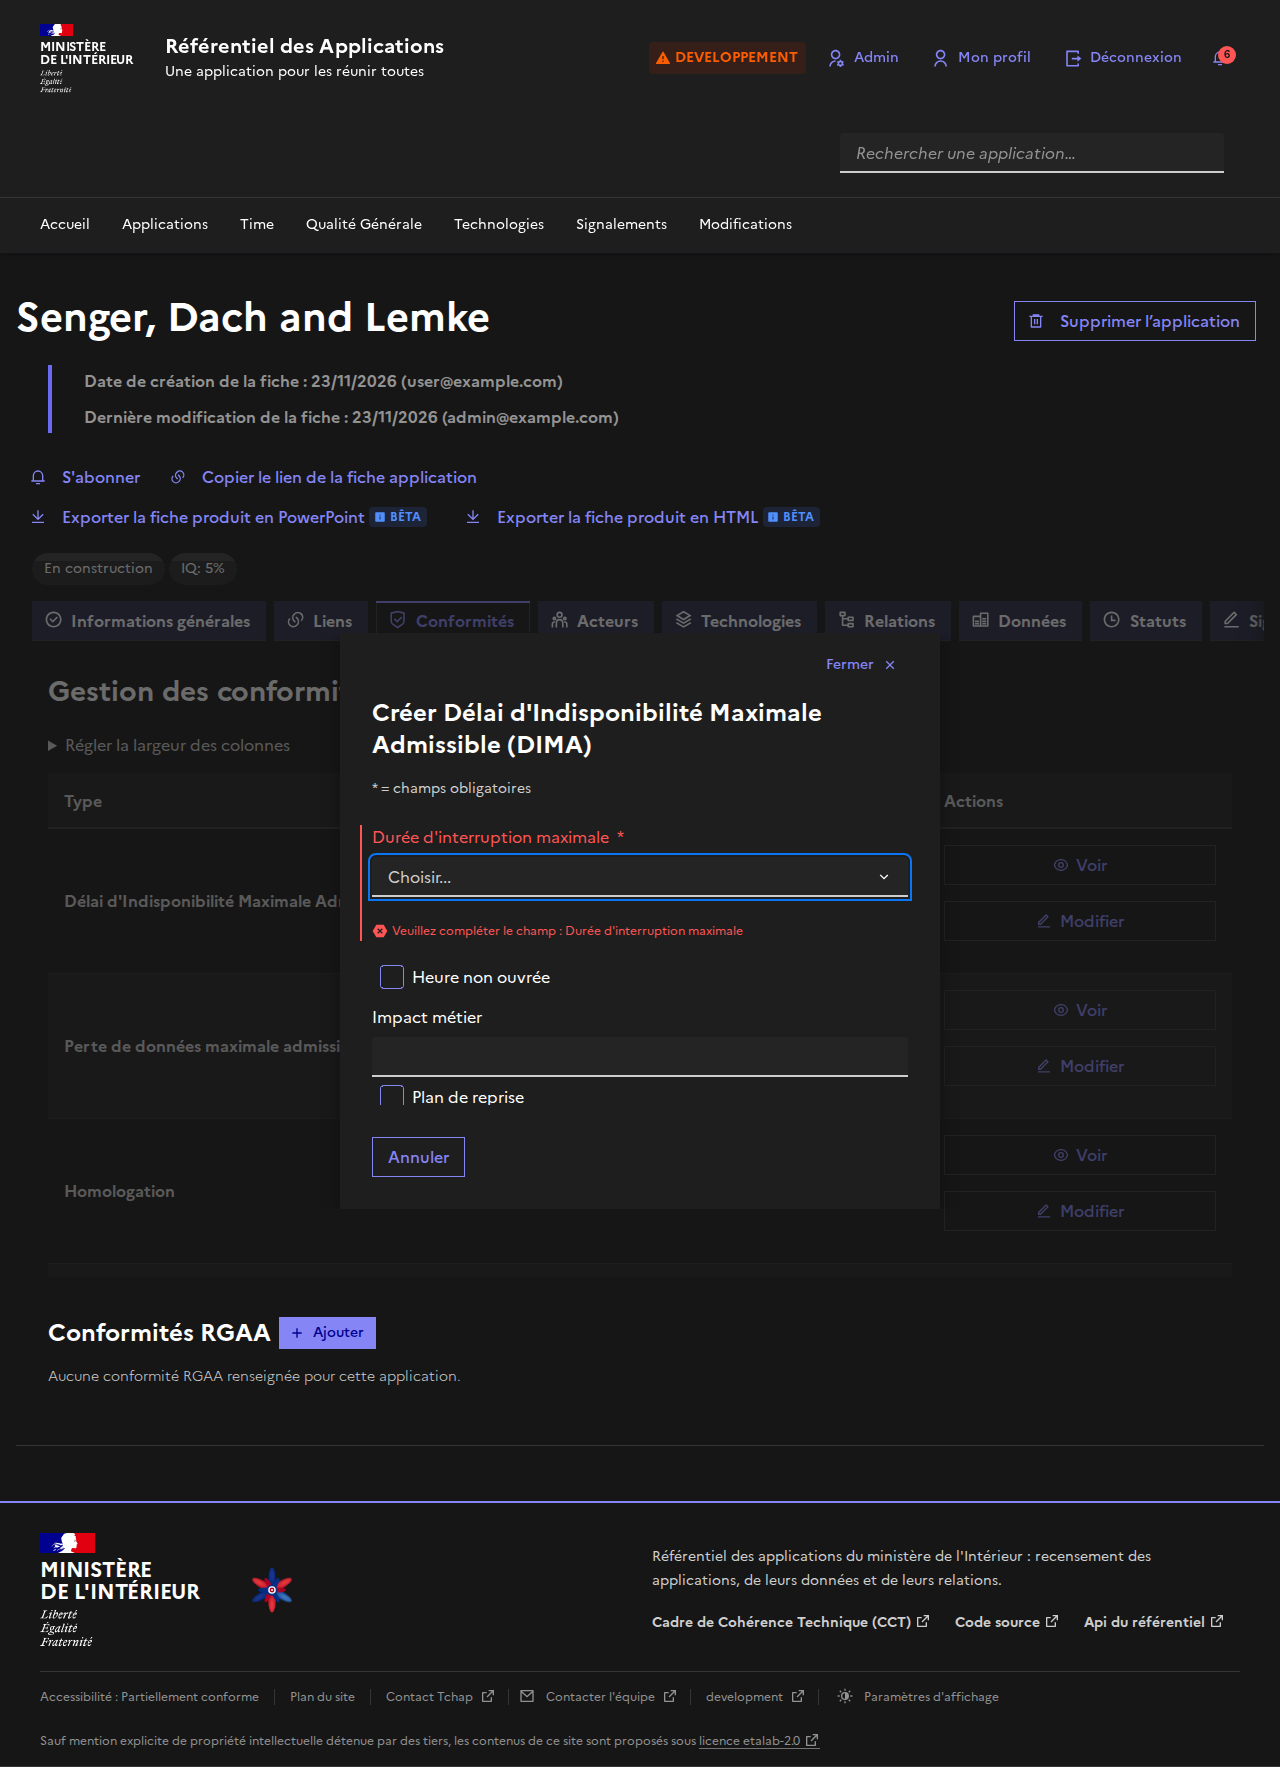 MINISTÈRE
DE L'INTÉRIEUR
Liberté
Égalité
Fraternité
Référentiel des Applications
Une application pour les réunir toutes
DEVELOPPEMENT
Admin
Mon profil
Déconnexion
6
Rechercher une application...
Accueil
Applications
Time
Qualité Générale
Technologies
Signalements
Modifications
Senger, Dach and Lemke
Supprimer l’application
Date de création de la fiche : 23/11/2026 (user@example.com)
Dernière modification de la fiche : 23/11/2026 (admin@example.com)
S'abonner
Copier le lien de la fiche application
Exporter la fiche produit en PowerPoint BÊTA
Exporter la fiche produit en HTML BÊTA
En construction
IQ: 5%
Informations générales
Liens
Conformités
Acteurs
Technologies
Relations
Données
Statuts
Gestion des
Régler la largeur des colonnes
Type
Actions
Délai d'Indisponibilité Maximale
Voir
Modifier
Perte de données maximale
Voir
Modifier
Homologation
Voir
Modifier
Fermer
Créer Délai d'Indisponibilité Maximale
Admissible (DIMA)
* = champs obligatoires
Durée d'interruption maximale *
Choisir...
Veuillez compléter le champ : Durée d'interruption maximale
Heure non ouvrée
Impact métier
Plan de reprise
Annuler
Conformités RGAA
Ajouter
Aucune conformité RGAA renseignée pour cette application.
MINISTÈRE
DE L'INTÉRIEUR
Liberté
Égalité
Fraternité
Référentiel des applications du ministère de l'Intérieur : recensement des
applications, de leurs données et de leurs relations.
Cadre de Cohérence Technique (CCT)
Code source
Api du référentiel
Accessibilité : Partiellement conforme
Plan du site
Contact Tchap
Contacter l'équipe
development
Paramètres d'affichage
Sauf mention explicite de propriété intellectuelle détenue par des tiers, les contenus de ce site sont proposés sous licence etalab-2.0